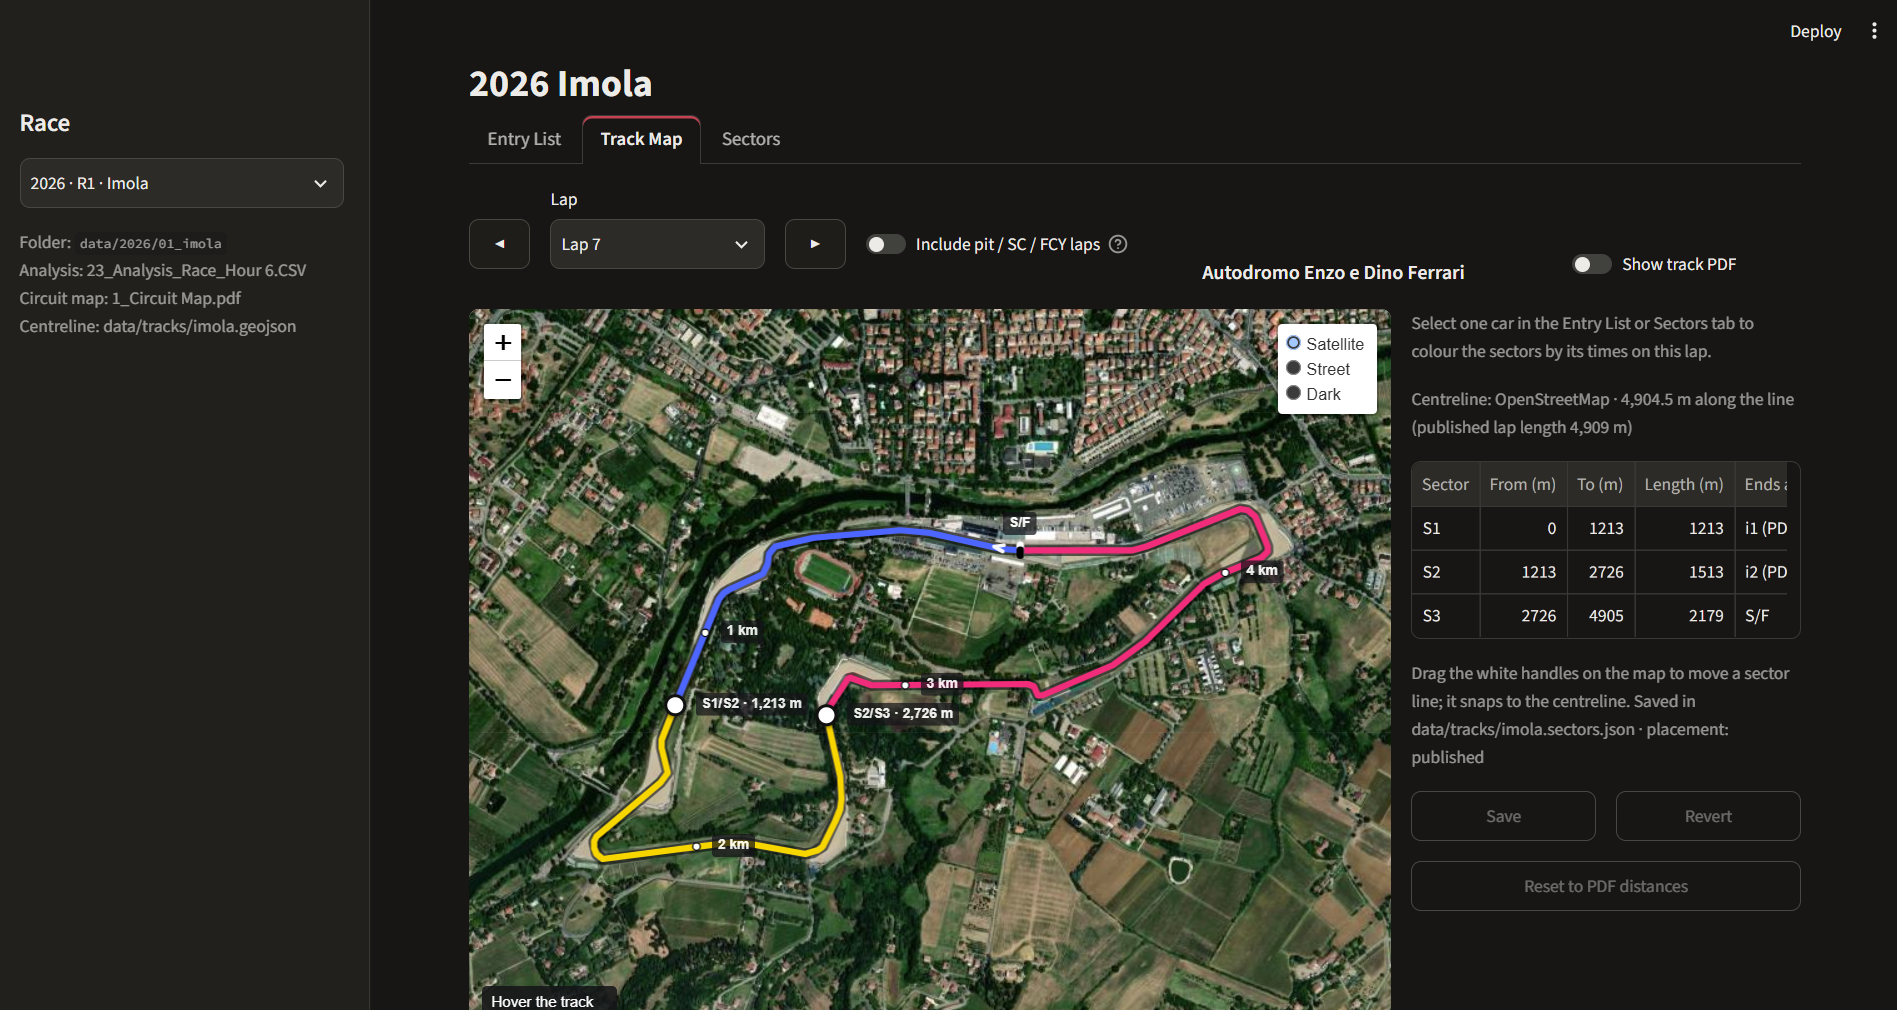 Deploy
Race
2026 · R1 · Imola
Folder: data/2026/01_imola
Analysis: 23_Analysis_Race_Hour 6.CSV
Circuit map: 1_Circuit Map.pdf
Centreline: data/tracks/imola.geojson
2026 Imola
Entry List
Track Map
Sectors
Lap
Lap 7
Include pit / SC / FCY laps
Autodromo Enzo e Dino Ferrari
Show track PDF
+
−
Satellite
Street
Dark
S/F
4 km
1 km
3 km
S1/S2 · 1,213 m
S2/S3 · 2,726 m
2 km
Hover the track
Select one car in the Entry List or Sectors tab to
colour the sectors by its times on this lap.
Centreline: OpenStreetMap · 4,904.5 m along the line
(published lap length 4,909 m)
Sector From (m) To (m) Length (m) Ends a
S1 0 1213 1213 i1 (PD
S2 1213 2726 1513 i2 (PD
S3 2726 4905 2179 S/F
Drag the white handles on the map to move a sector
line; it snaps to the centreline. Saved in
data/tracks/imola.sectors.json · placement:
published
Save
Revert
Reset to PDF distances